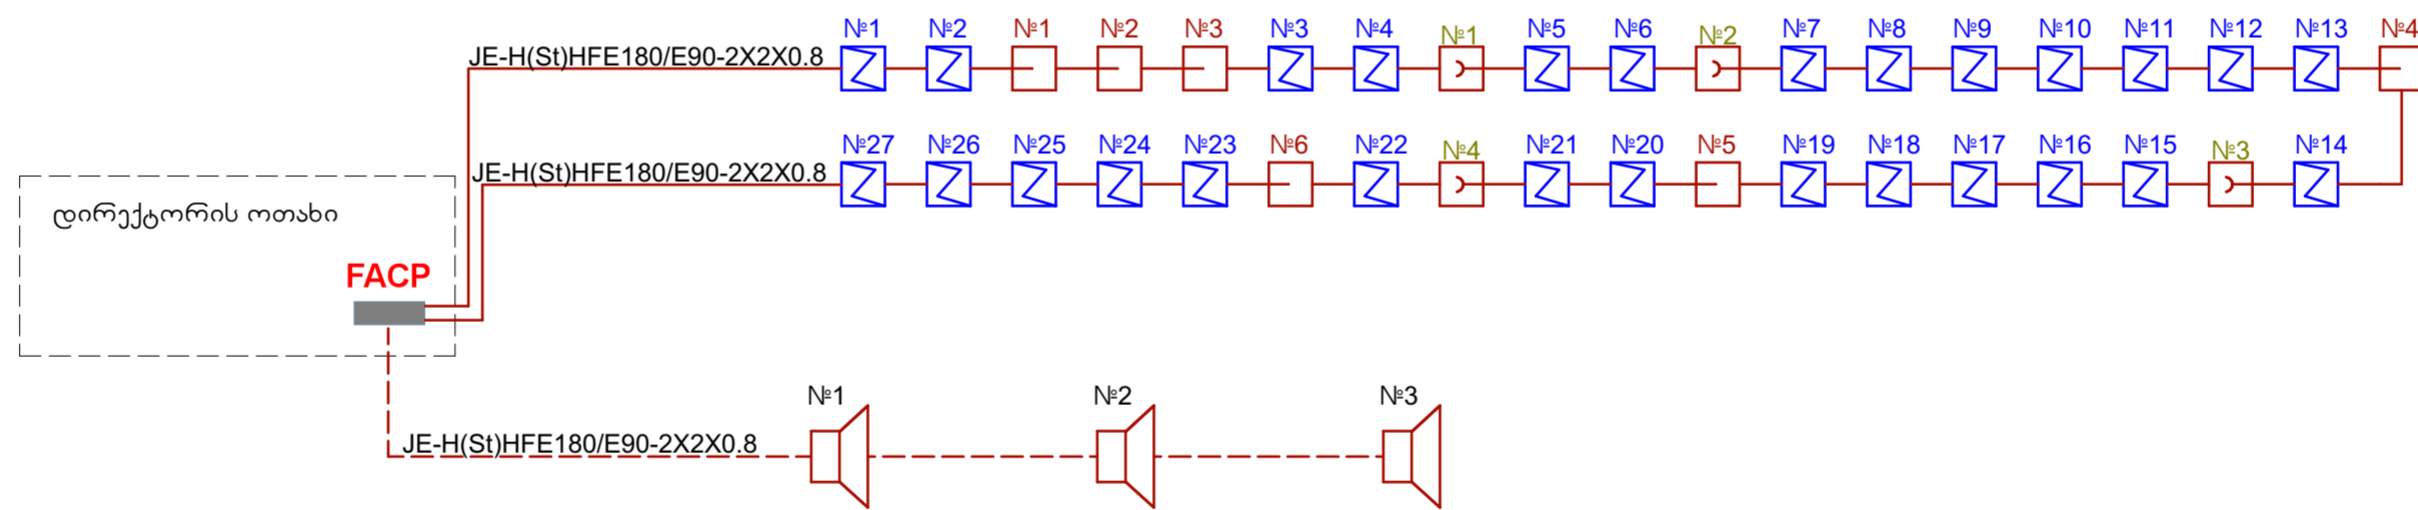 №1 №2 №1 №2 №3 №3 №4 №1 №5 №6 №2 №7 №8 №9 №10 №11 №12 №13 №4
JE-H(St)HFE180/E90-2X2X0.8
№27 №26 №25 №24 №23 №6 №22 №4 №21 №20 №5 №19 №18 №17 №16 №15 №3 №14
JE-H(St)HFE180/E90-2X2X0.8
დირექტორის ოთახი
FACP
№1 №2 №3
JE-H(St)HFE180/E90-2X2X0.8